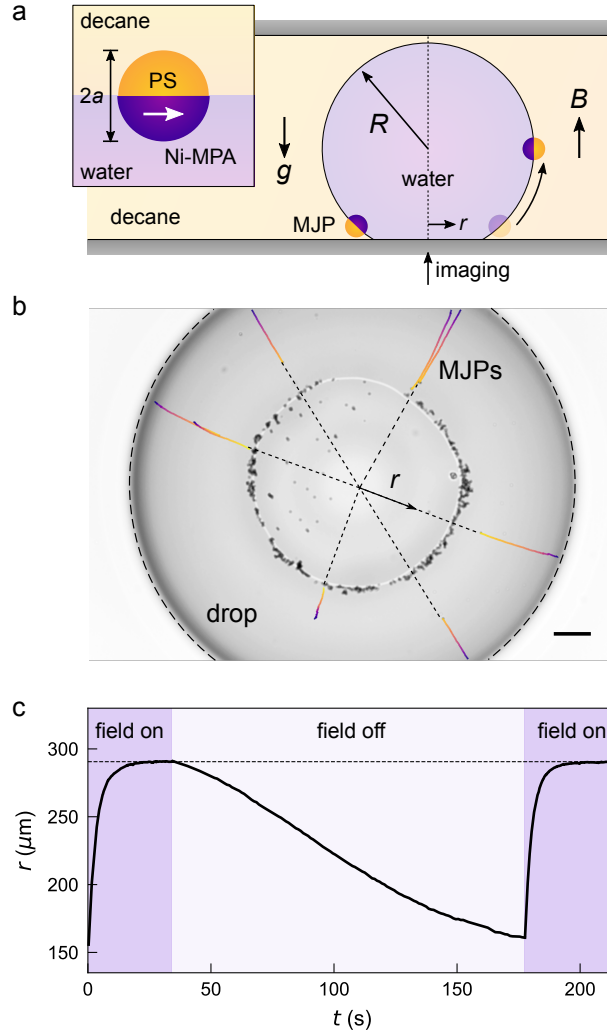 a
decane
PS
2a
Ni-MPA
water
decane
g
R
water
B
MJP
r
imaging
b
MJPs
r
drop
c
field on
field off
field on
300
250
200
150
r (μm)
0
50
100
150
200
t (s)